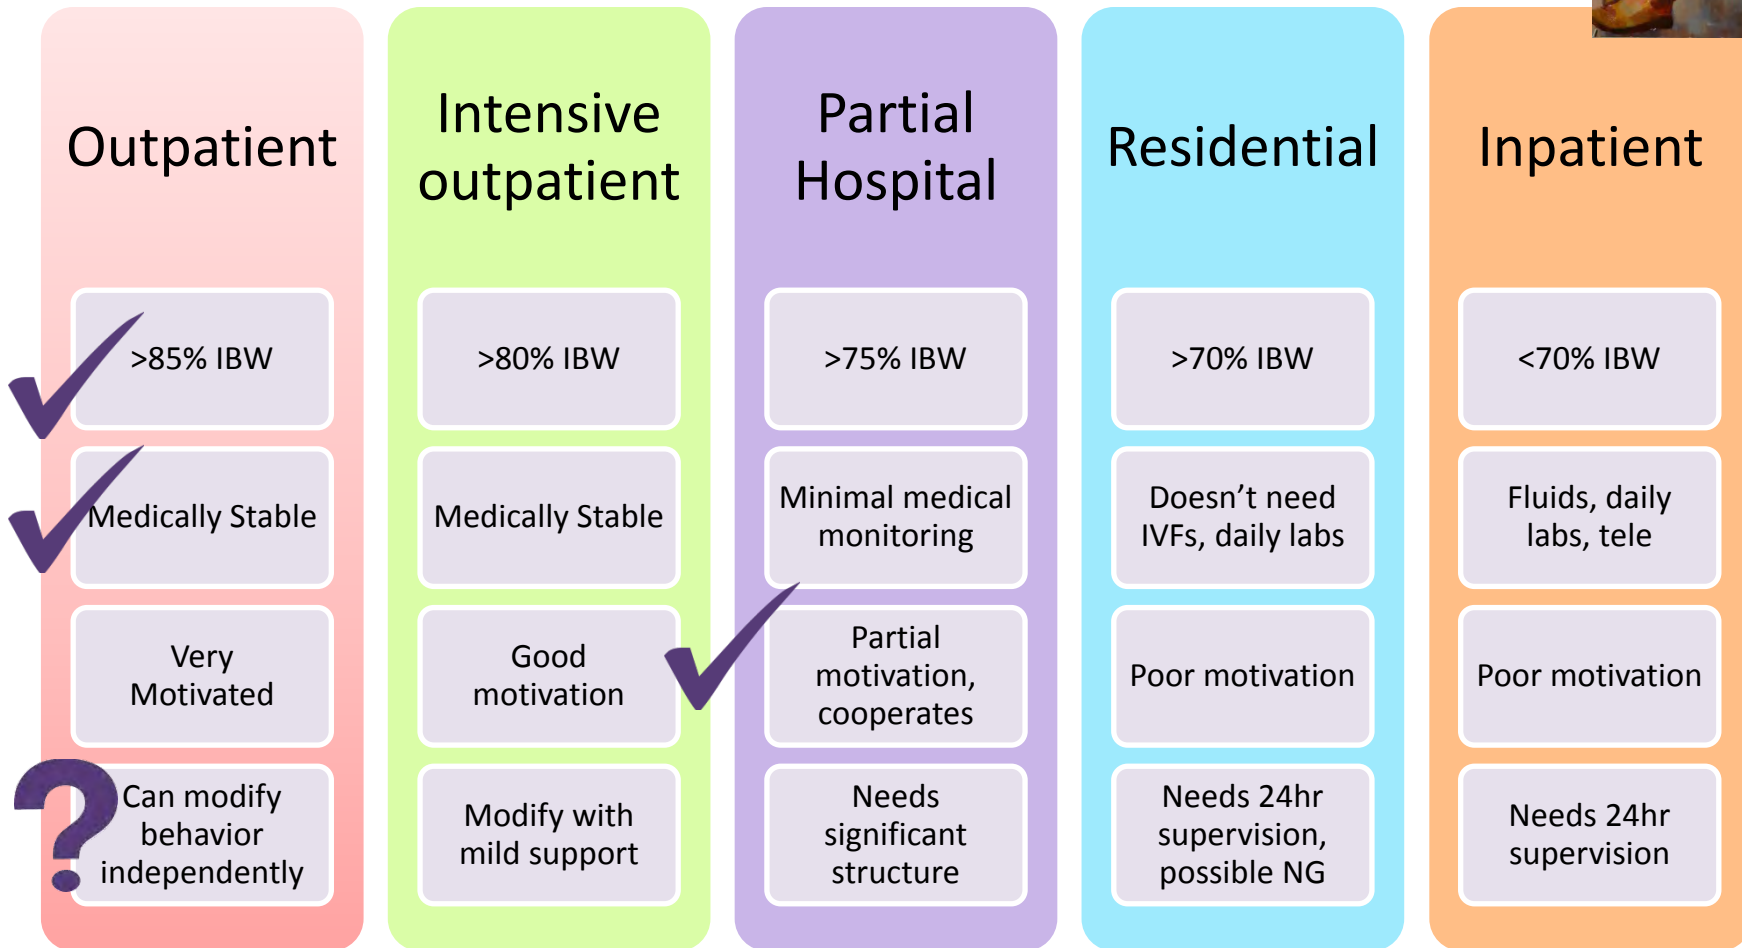 Outpatient
>85% IBW
Medically Stable
Very
Motivated
Can modify
behavior
independently
Intensive
outpatient
>80% IBW
Medically Stable
Good
motivation
Modify with
mild support
Partial
Hospital
>75% IBW
Minimal medical
monitoring
Partial
motivation,
cooperates
Needs
significant
structure
Residential
>70% IBW
Doesn’t need
IVFs, daily labs
Poor motivation
Needs 24hr
supervision,
possible NG
Inpatient
<70% IBW
Fluids, daily
labs, tele
Poor motivation
Needs 24hr
supervision
?